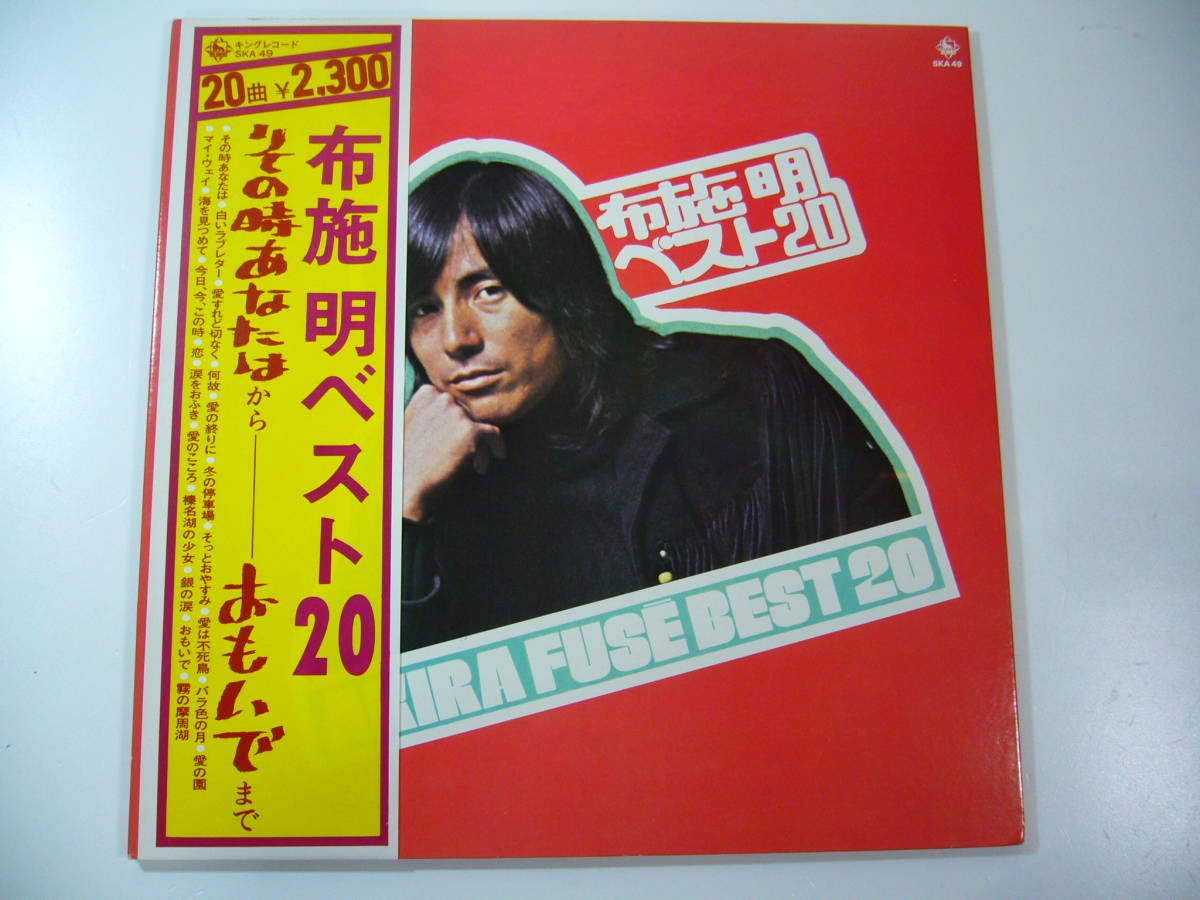 キングレコード
SKA 49
20曲 ¥2,300
布施 明ベスト20
その時あなたはから——おもいでまで
●その時あなたは●白いラブレター●愛すれど切なく●何故●愛の終りに●冬の停車場●そっとおやすみ●愛は不死鳥●バラ色の月●愛の園
●マイ・ウェイ●海を見つめて●今日、今、この時●恋●涙をおふき●愛のこころ●榛名湖の少女●銀の涙●おもいで●霧の摩周湖
SKA 49
布施 明
ベスト20
KIRA FUSĒ BEST 20